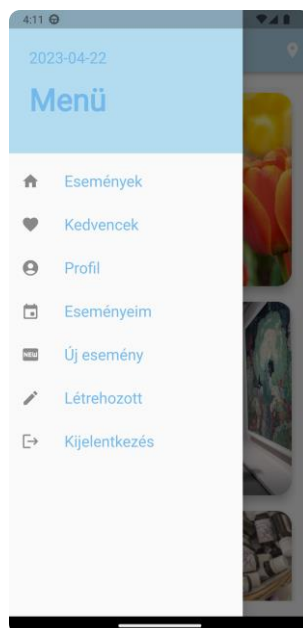 4:11
2023-04-22
Menü
Események
Kedvencek
Profil
Eseményeim
NEW Új esemény
Létrehozott
Kijelentkezés